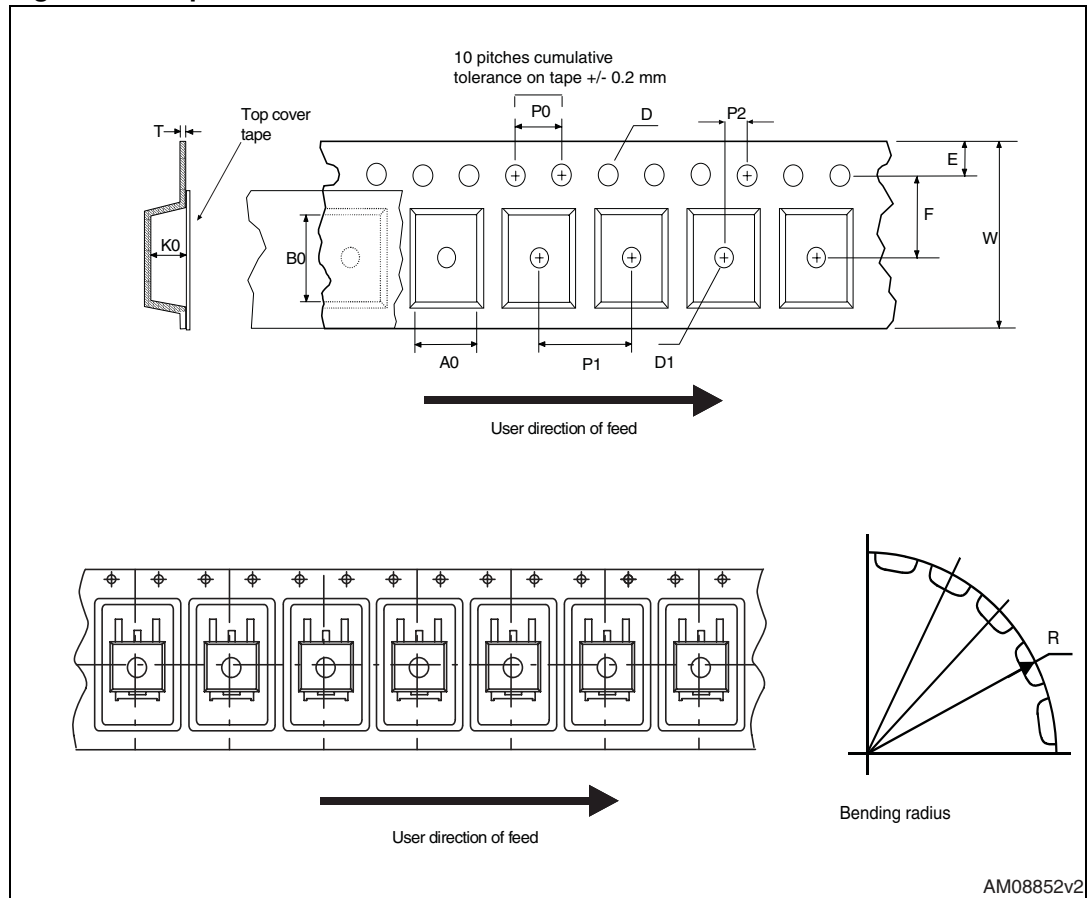 10 pitches cumulative
tolerance on tape +/- 0.2 mm
Top cover
tape
T
P0
D
P2
E
F
W
K0
B0
A0
P1
D1
User direction of feed
R
Bending radius
User direction of feed
AM08852v2